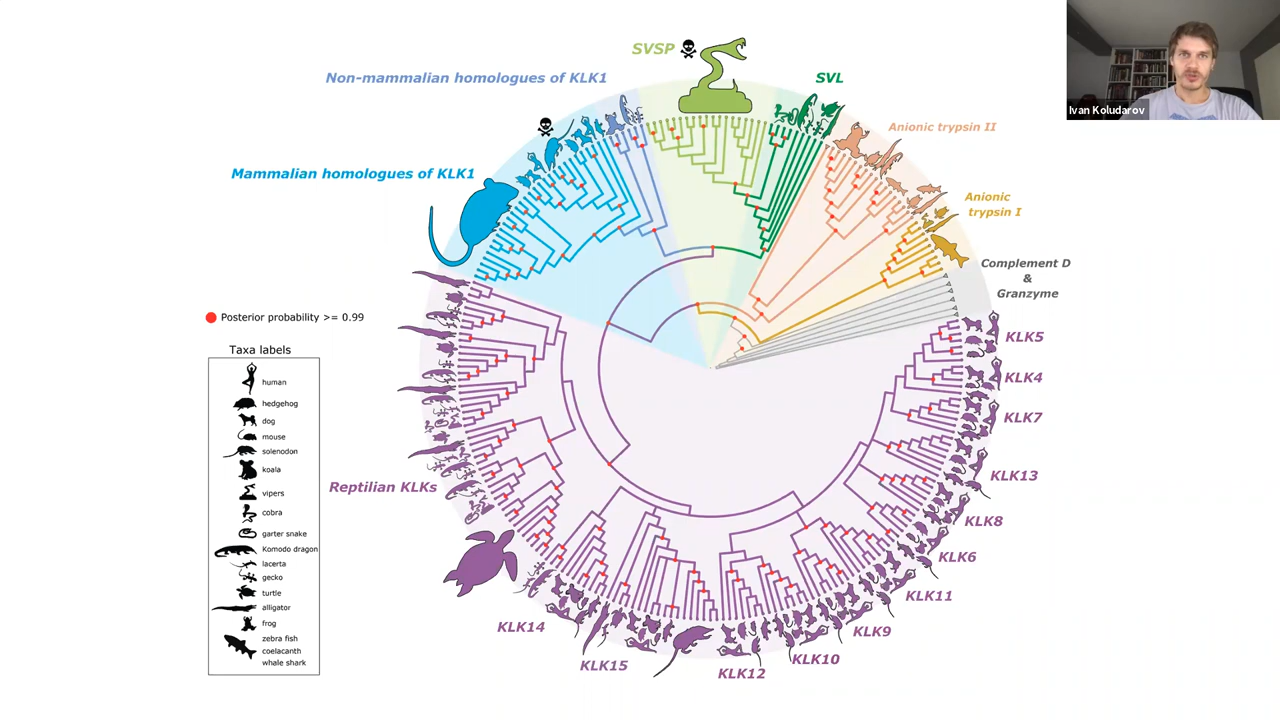 SVSP
Non-mammalian homologues of KLK1
SVL
Ivan Koludarov
Anionic trypsin II
Mammalian homologues of KLK1
Anionic
trypsin I
Complement D
&
Granzyme
Posterior probability >= 0.99
Taxa labels
human
hedgehog
dog
mouse
solenodon
koala
vipers
cobra
garter snake
Komodo dragon
lacerta
gecko
turtle
alligator
frog
zebra fish
coelacanth
whale shark
KLK5
KLK4
KLK7
KLK13
KLK8
KLK6
KLK11
KLK9
KLK10
KLK12
KLK15
KLK14
Reptilian KLKs